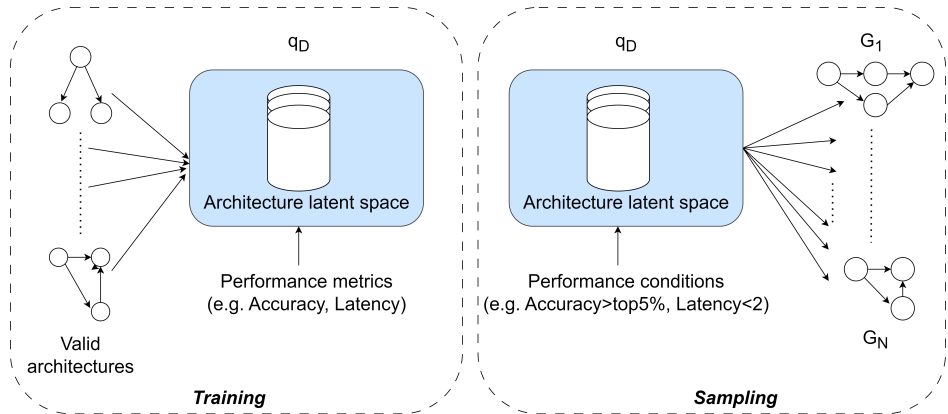 q_D
Architecture latent space
Performance metrics
(e.g. Accuracy, Latency)
Valid
architectures
Training
q_D
G_1
Architecture latent space
Performance conditions
(e.g. Accuracy>top5%, Latency<2)
G_N
Sampling